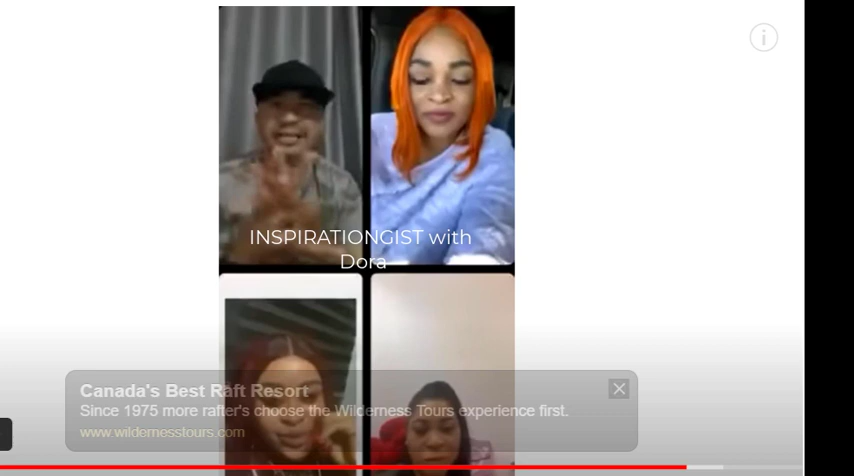 INSPIRATIONGIST with
Dora
Canada's Best Raft Resort
Since 1975 more rafter's choose the Wilderness Tours experience first.
www.wildernesstours.com